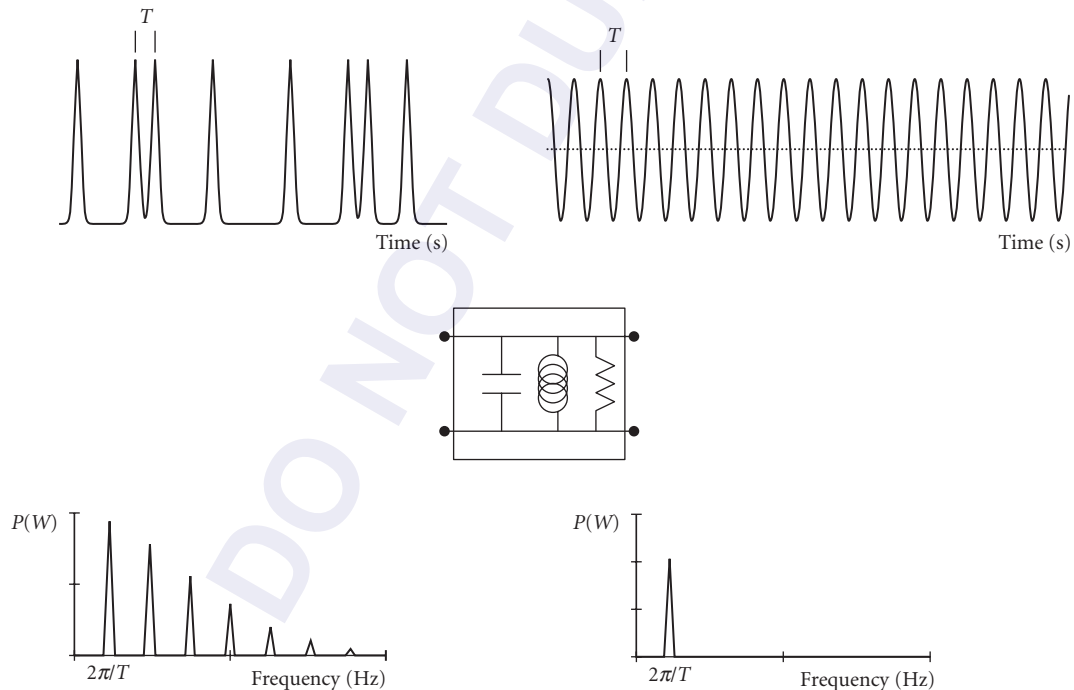 T
Time (s)
T
Time (s)
P(W)
2π/T
Frequency (Hz)
P(W)
2π/T
Frequency (Hz)
DO NOT DU